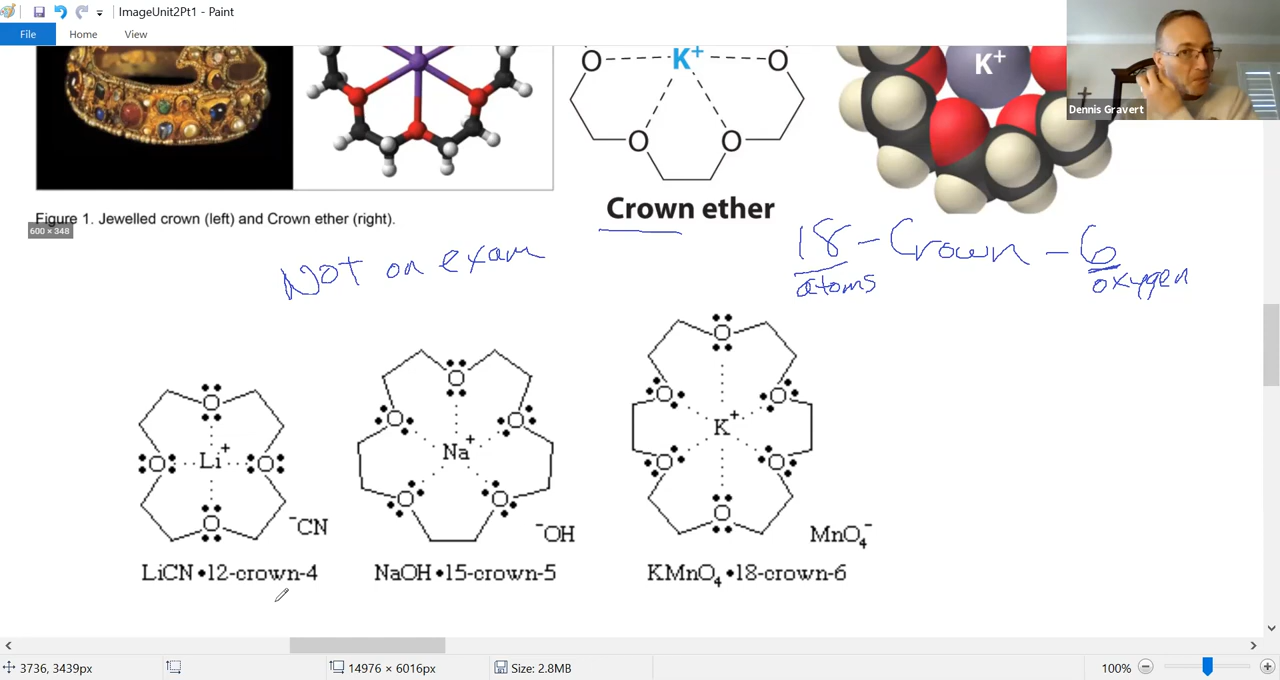 ImageUnit2Pt1 - Paint
File Home View
K+
O O
O O
K+
Dennis Gravert
Crown ether
Figure 1. Jewelled crown (left) and Crown ether (right).
600 × 348
Not on exam
18 - Crown - 6
atoms oxygen
O O O
O O O O
Li+ Na+ K+
O O O O O O
O O
-CN -OH MnO4-
LiCN•12-crown-4 NaOH•15-crown-5 KMnO4•18-crown-6
3736, 3439px 14976 × 6016px Size: 2.8MB 100%